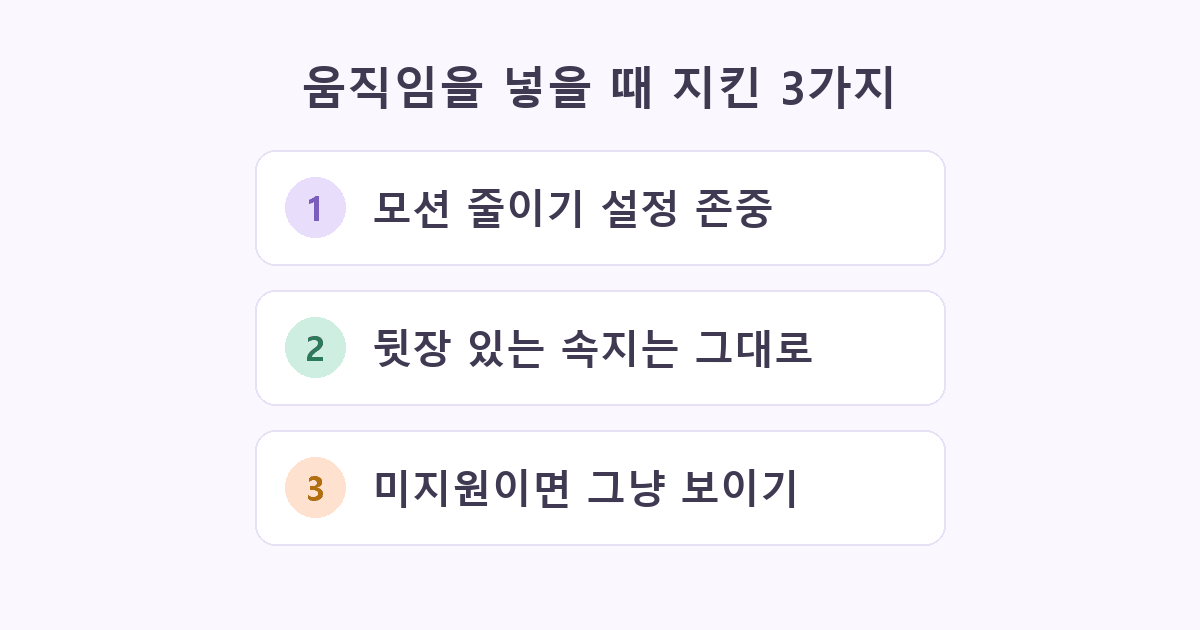 움직임을 넣을 때 지킨 3가지
1 모션 줄이기 설정 존중
2 뒷장 있는 속지는 그대로
3 미지원이면 그냥 보이기